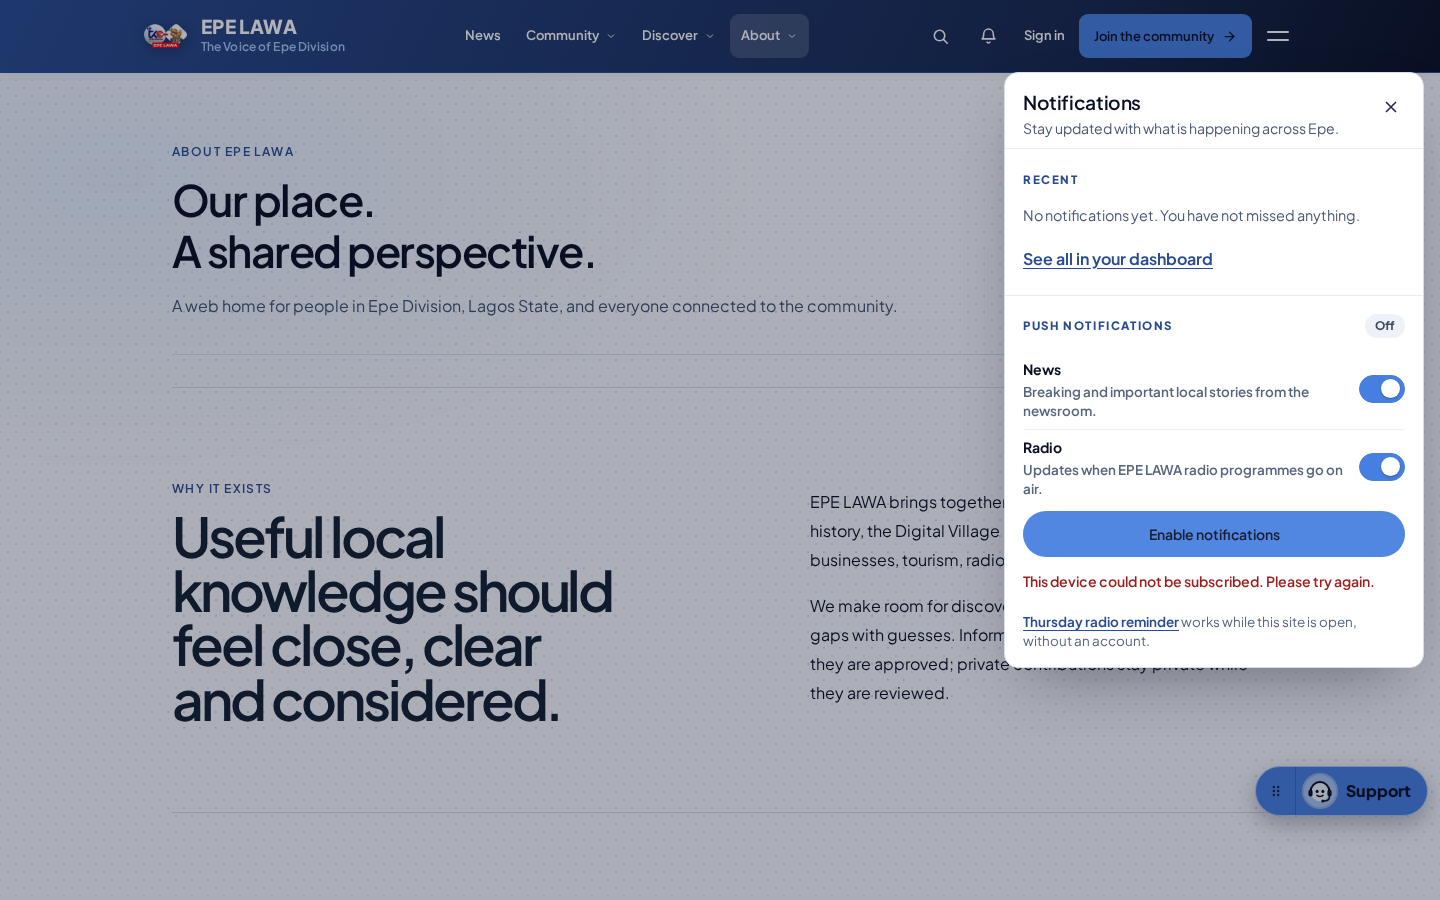 EPE LAWA
The Voice of Epe Division
News
Community
Discover
About
Sign in
Join the community
ABOUT EPE LAWA
Our place.
A shared perspective.
A web home for people in Epe Division, Lagos State, and everyone connected to the community.
WHY IT EXISTS
Useful local
knowledge should
feel close, clear
and considered.
EPE LAWA brings together
history, the Digital Village
businesses, tourism, radio
We make room for
gaps with guesses.
they are approved; private contributions stay private while
they are reviewed.
Notifications
Stay updated with what is happening across Epe.
RECENT
No notifications yet. You have not missed anything.
See all in your dashboard
PUSH NOTIFICATIONS
Off
News
Breaking and important local stories from the
newsroom.
Radio
Updates when EPE LAWA radio programmes go on
air.
Enable notifications
This device could not be subscribed. Please try again.
Thursday radio reminder works while this site is open,
without an account.
Support